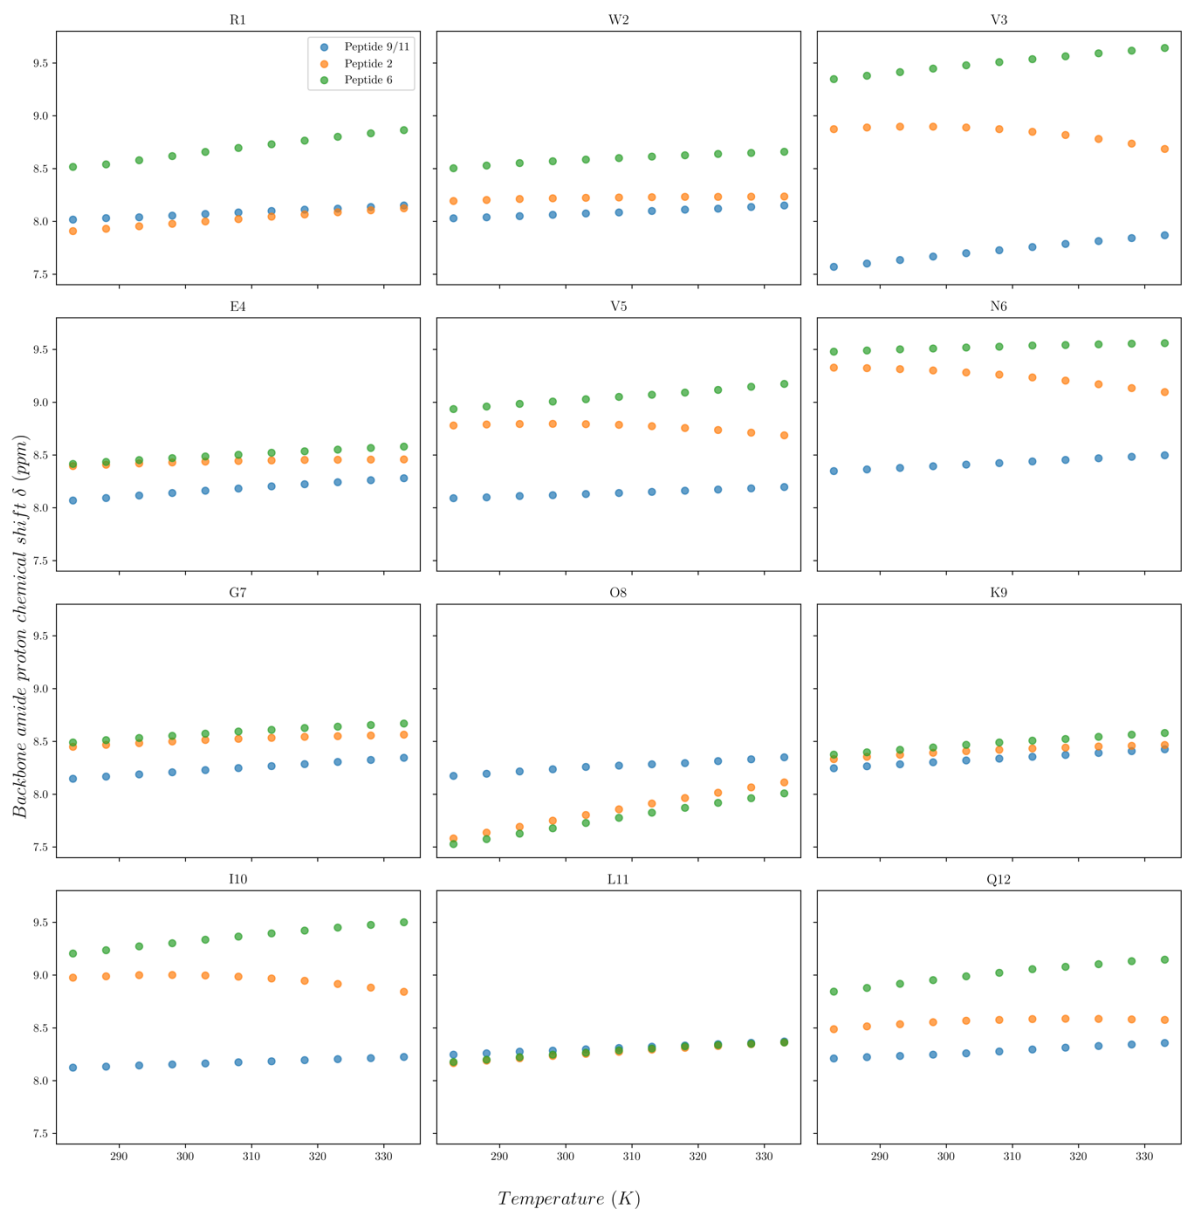 R1
W2
V3
Peptide 9/11
Peptide 2
Peptide 6
9.5
9.0
8.5
8.0
7.5
E4
V5
N6
9.5
9.0
8.5
8.0
7.5
G7
O8
K9
9.5
9.0
8.5
8.0
7.5
I10
L11
Q12
9.5
9.0
8.5
8.0
7.5
290 300 310 320 330
290 300 310 320 330
290 300 310 320 330
Backbone amide proton chemical shift δ (ppm)
Temperature (K)